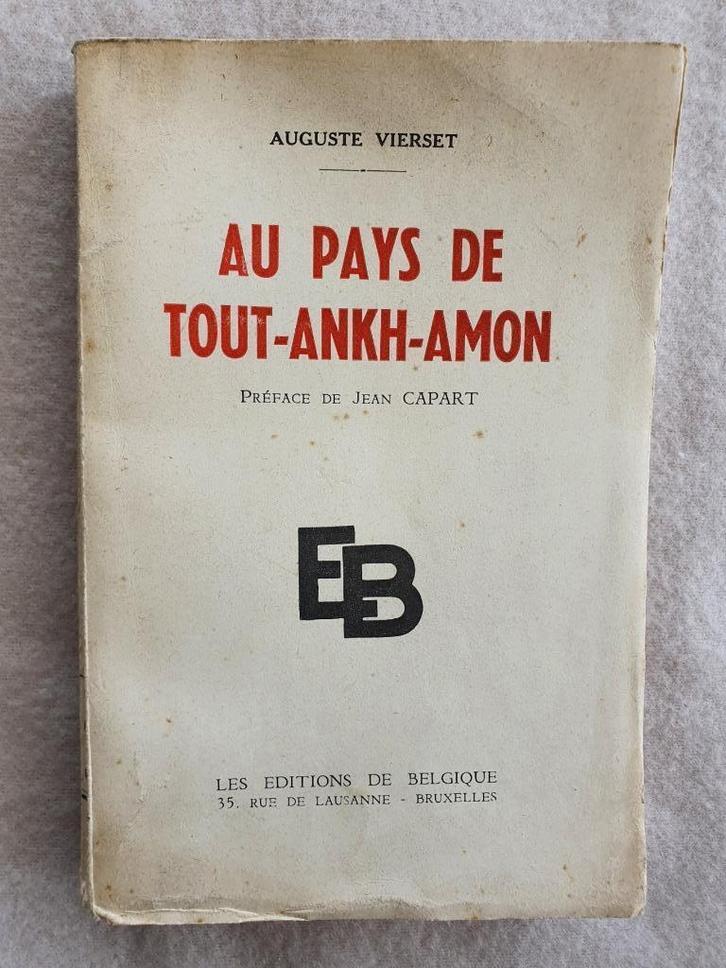 AUGUSTE VIERSET
AU PAYS DE
TOUT-ANKH-AMON
PRÉFACE DE JEAN CAPART
EB
LES EDITIONS DE BELGIQUE
35, RUE DE LAUSANNE - BRUXELLES